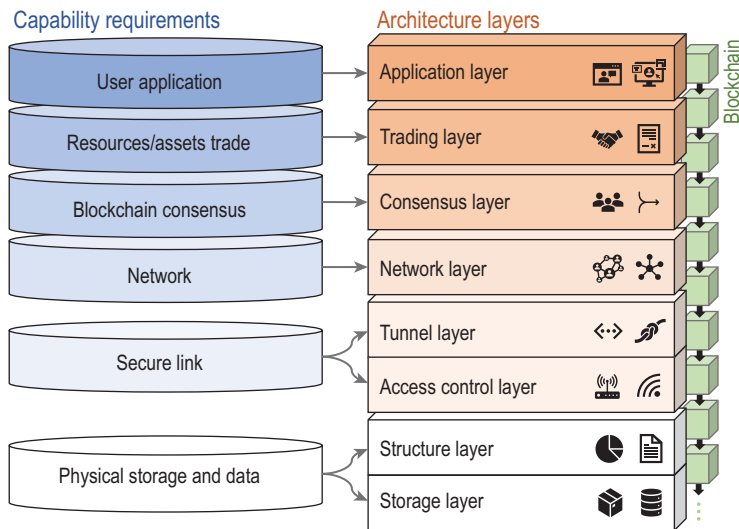 Capability requirements
Architecture layers
User application
Application layer
Resources/assets trade
Trading layer
Blockchain consensus
Consensus layer
Network
Network layer
Secure link
Tunnel layer
Access control layer
Physical storage and data
Structure layer
Storage layer
Blockchain